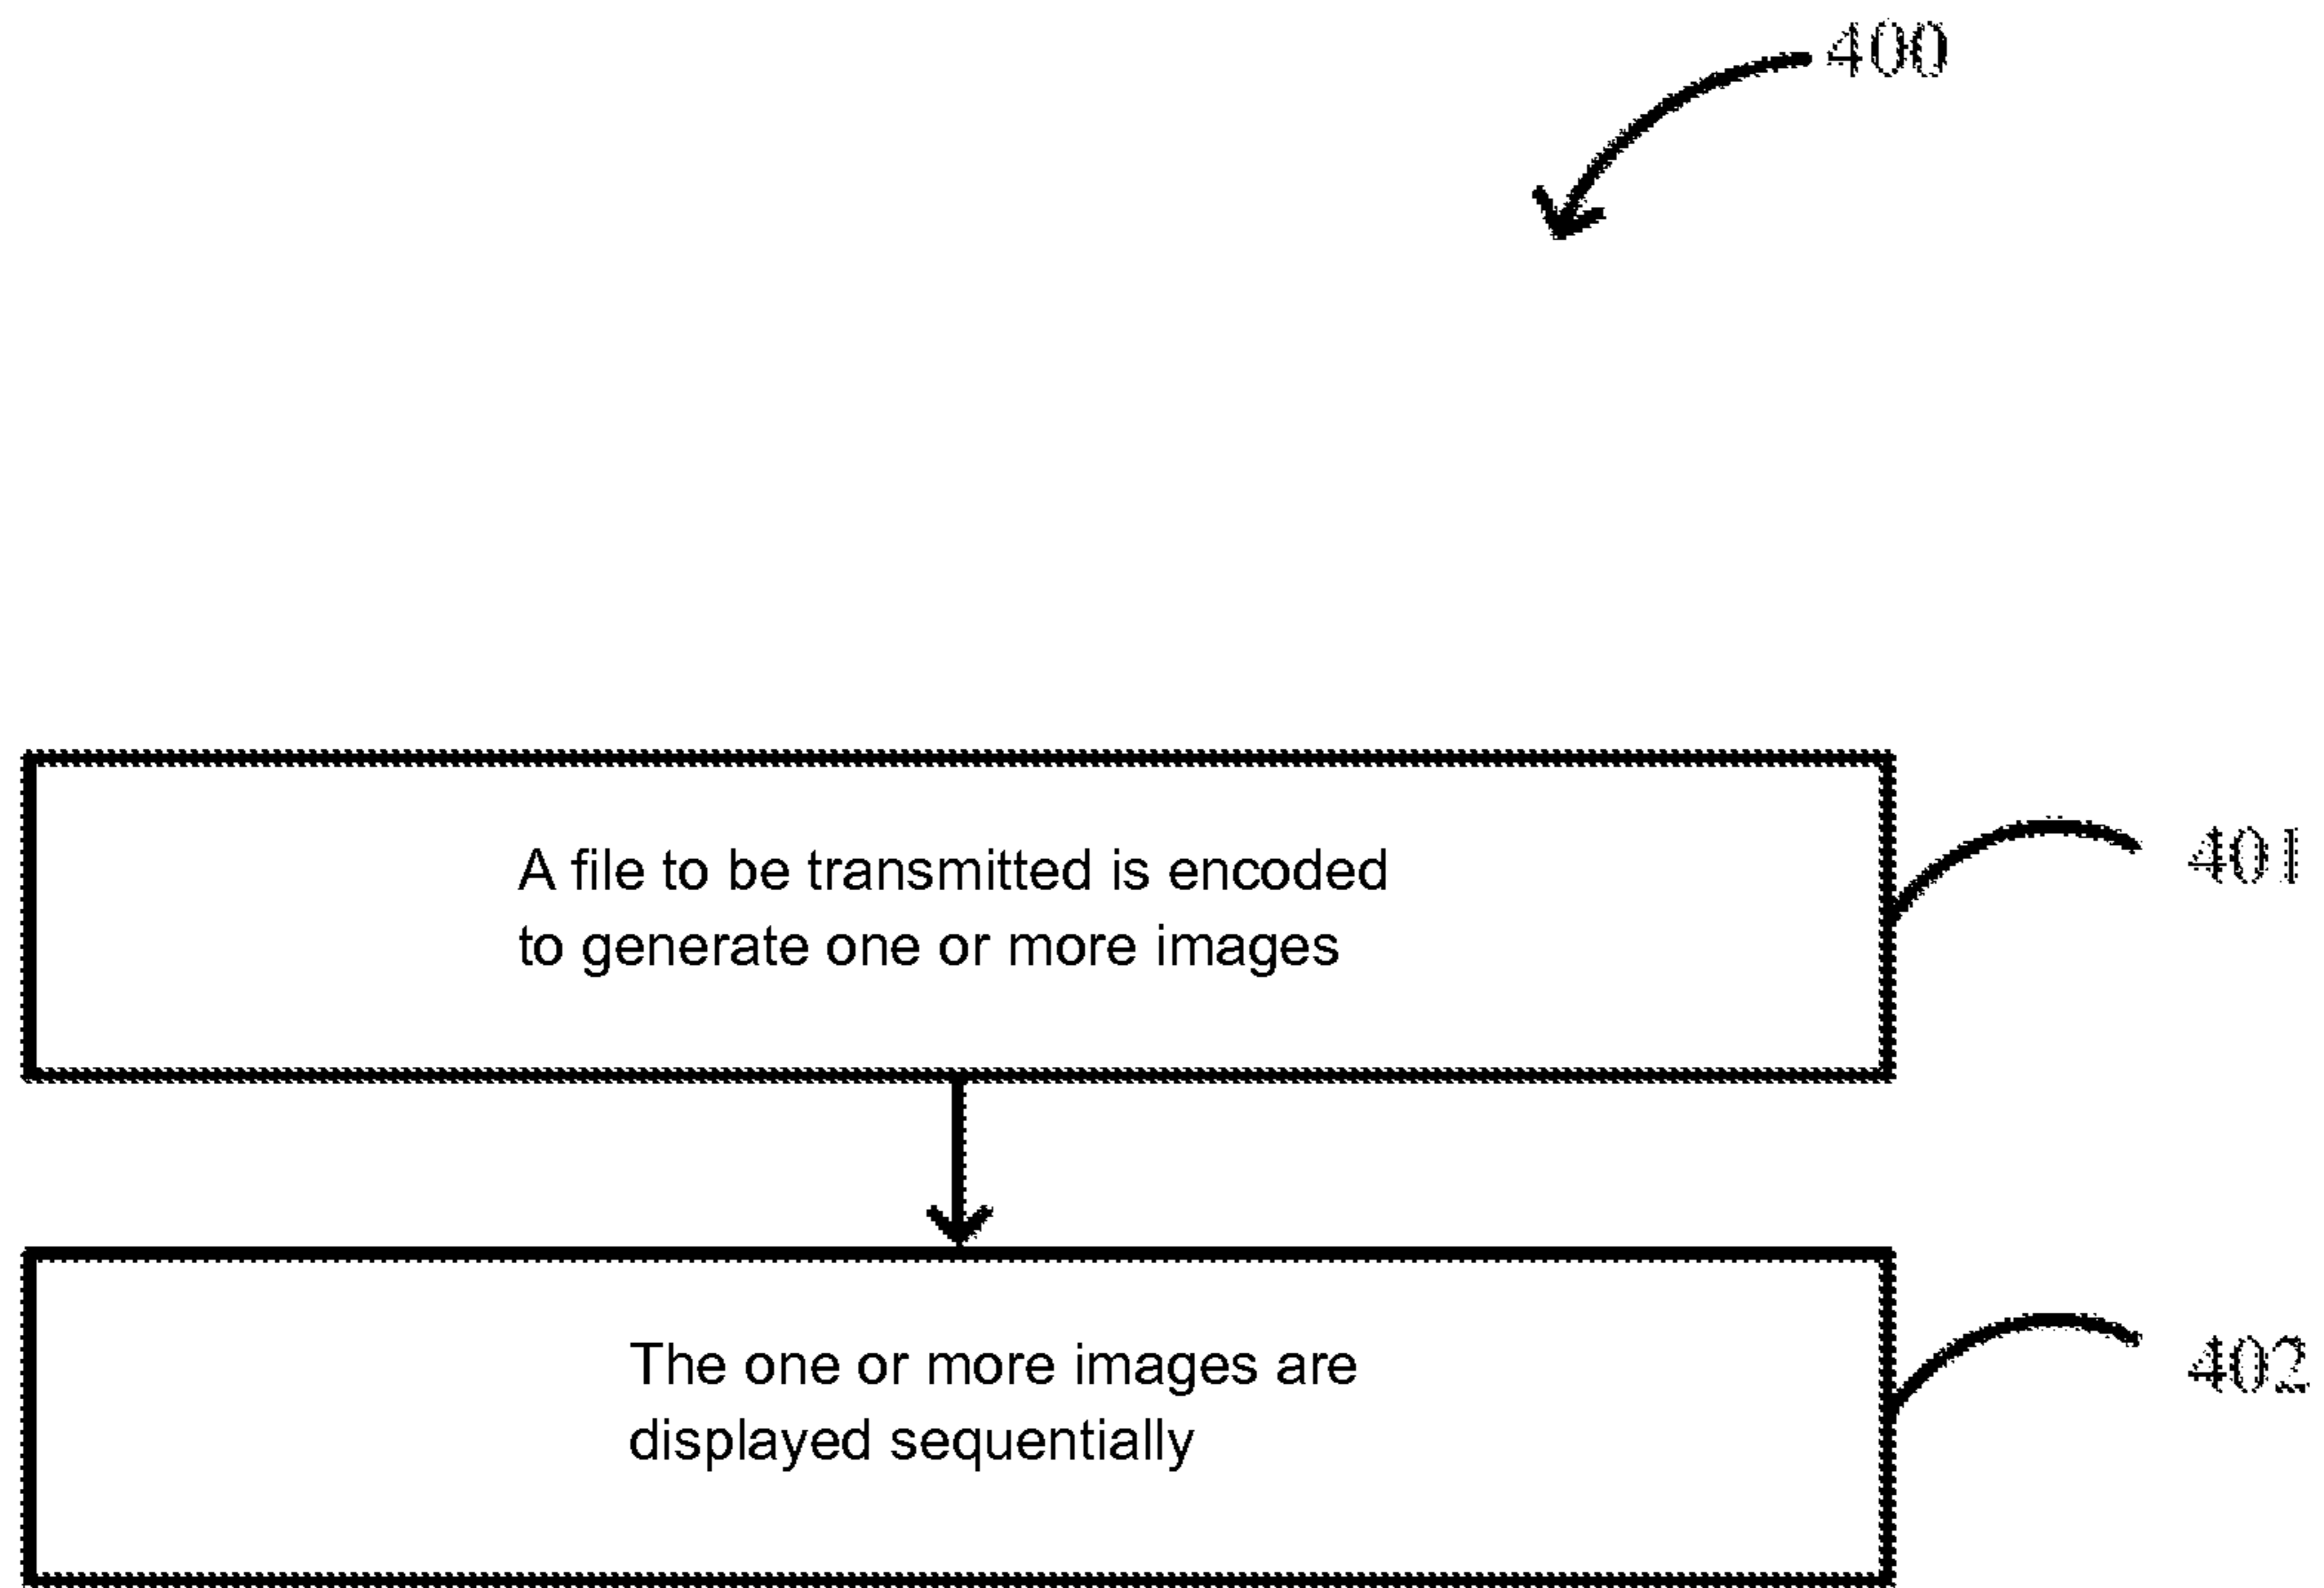 400
A file to be transmitted is encoded
to generate one or more images
401
The one or more images are
displayed sequentially
402